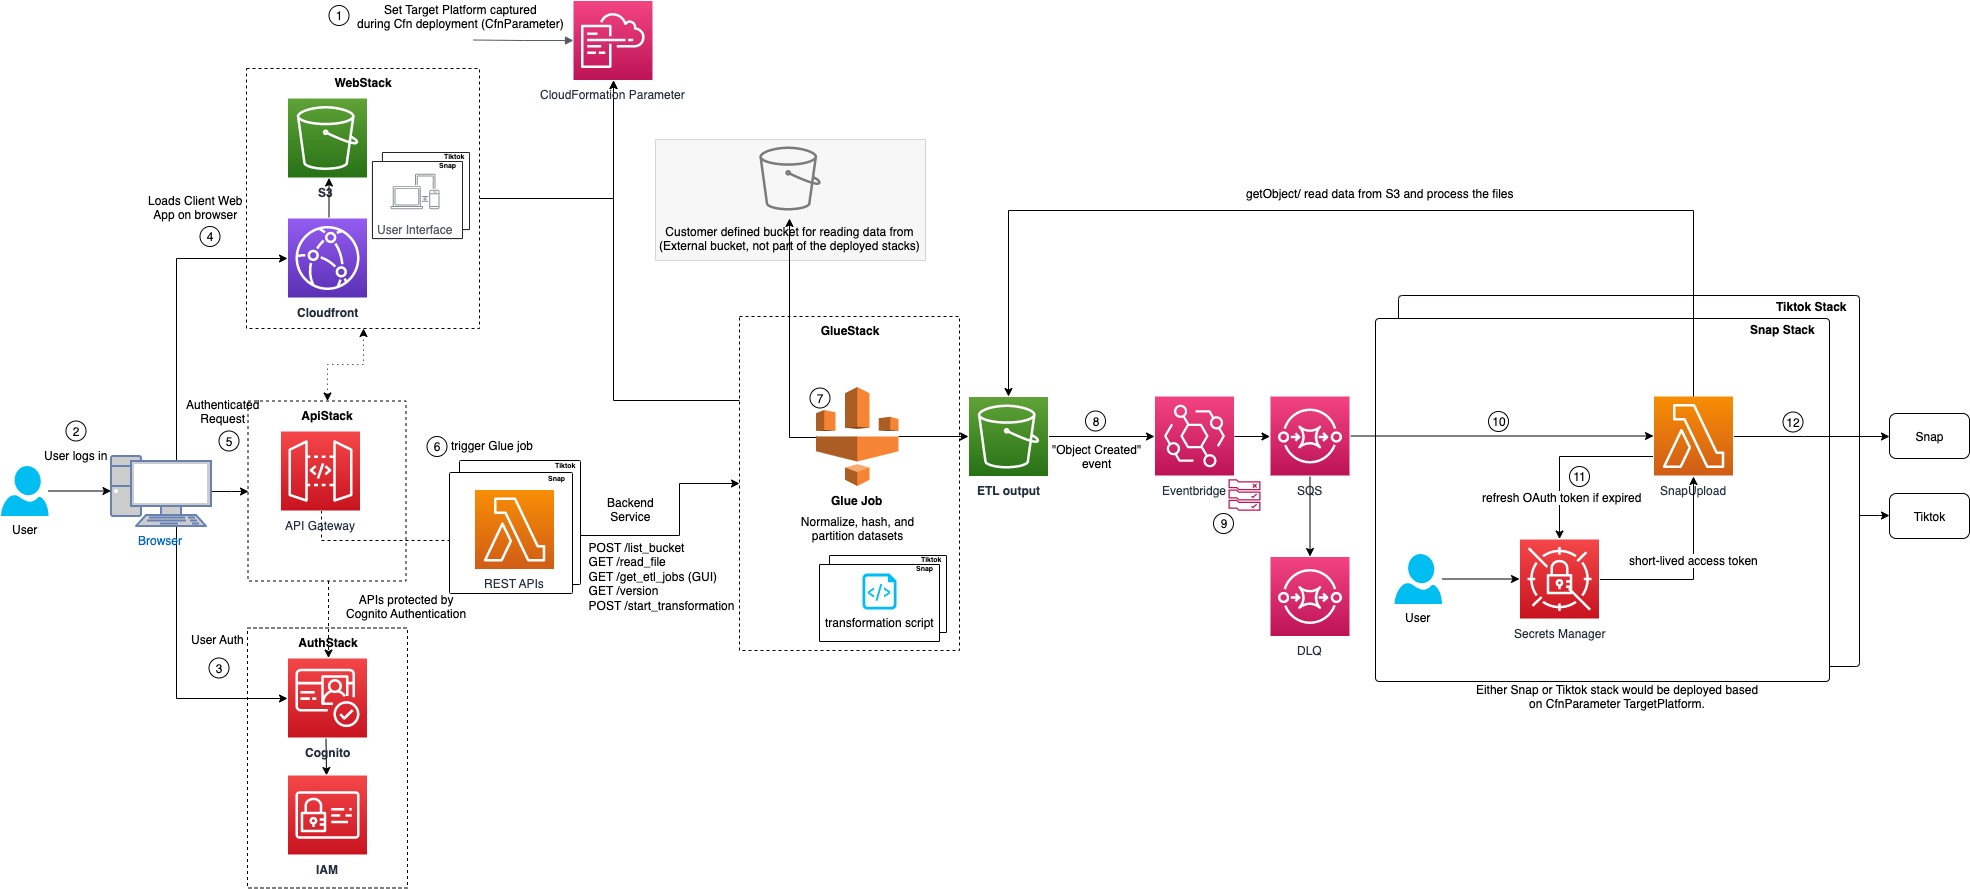 1
Set Target Platform captured
during Cfn deployment (CfnParameter)
CloudFormation Parameter
WebStack
S3
Tiktok
Snap
User Interface
Loads Client Web
App on browser
4
Cloudfront
Customer defined bucket for reading data from
(External bucket, not part of the deployed stacks)
getObject/ read data from S3 and process the files
2
User logs in
User
Browser
Authenticated
Request
5
ApiStack
API Gateway
6
trigger Glue job
Tiktok
Snap
REST APIs
Backend
Service
POST /list_bucket
GET /read_file
GET /get_etl_jobs (GUI)
GET /version
POST /start_transformation
APIs protected by
Cognito Authentication
User Auth
3
AuthStack
Cognito
IAM
GlueStack
7
Glue Job
Normalize, hash, and
partition datasets
Tiktok
Snap
transformation script
ETL output
8
"Object Created"
event
Eventbridge
9
SQS
DLQ
Tiktok Stack
Snap Stack
10
SnapUpload
11
refresh OAuth token if expired
short-lived access token
User
Secrets Manager
Either Snap or Tiktok stack would be deployed based
on CfnParameter TargetPlatform.
12
Snap
Tiktok